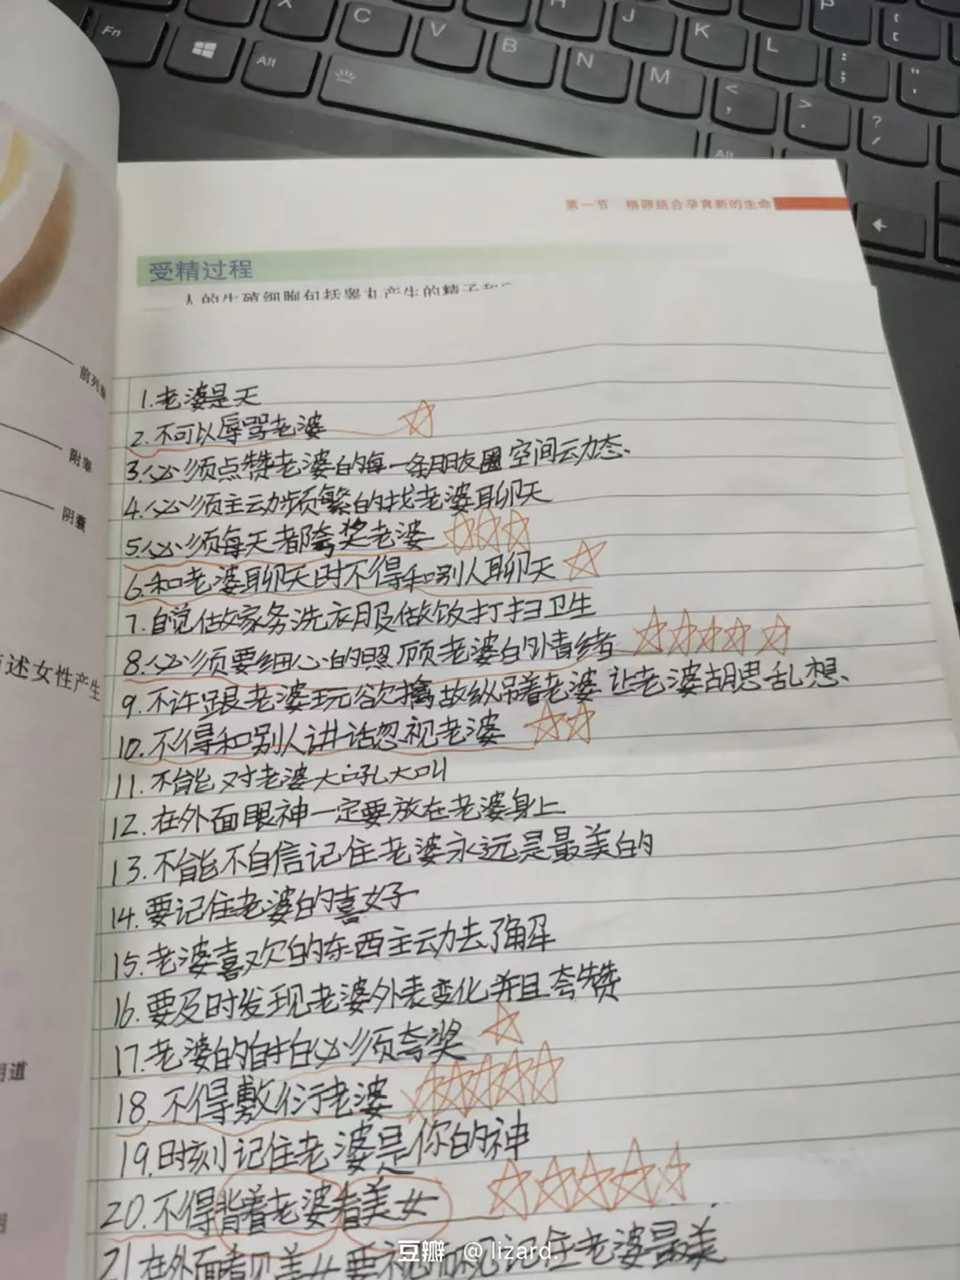 Fn
Alt
X
C
V
B
N
M
H
J
K
L
P
Alt
第一节 精卵结合孕育新的生命
受精过程
人的生殖细胞包括睾丸产生的精子和
前列腺
附睾
阴囊
述女性产生
阴道
1.老婆是天
2.不可以辱骂老婆
3.必须点赞老婆的每一条朋友圈空间动态、
4.必须主动频繁的找老婆聊天
5.必须每天都夸奖老婆
6.和老婆聊天时不得和别人聊天
7.自觉做家务洗衣服做饭打扫卫生
8.必须要细心的照顾老婆的情绪
9.不许跟老婆玩欲擒故纵吊着老婆 让老婆胡思乱想、
10.不得和别人讲话忽视老婆
11.不能对老婆大吼大叫
12.在外面眼神一定要放在老婆身上
13.不能不自信记住老婆永远是最美的
14.要记住老婆的喜好
15.老婆喜欢的东西主动去了解
16.要及时发现老婆外表变化并且夸赞
17.老婆的自拍必须夸奖
18.不得敷衍老婆
19.时刻记住老婆是你的神
20.不得背着老婆看美女
21.在外面看见美女要视而不见记住老婆最美
豆瓣 @lizard.